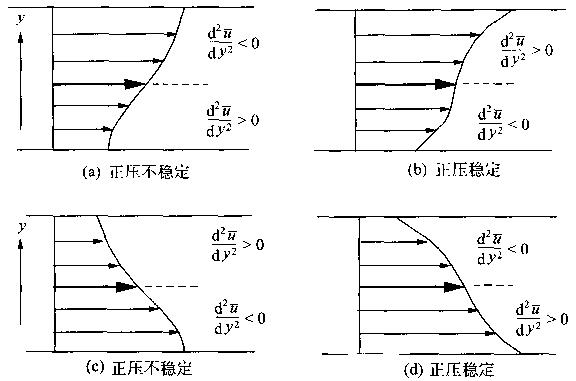 y
d²ū/dy² < 0
d²ū/dy² > 0
(a) 正压不稳定
d²ū/dy² > 0
d²ū/dy² < 0
(b) 正压稳定
y
d²ū/dy² > 0
d²ū/dy² < 0
(c) 正压不稳定
d²ū/dy² < 0
d²ū/dy² > 0
(d) 正压稳定